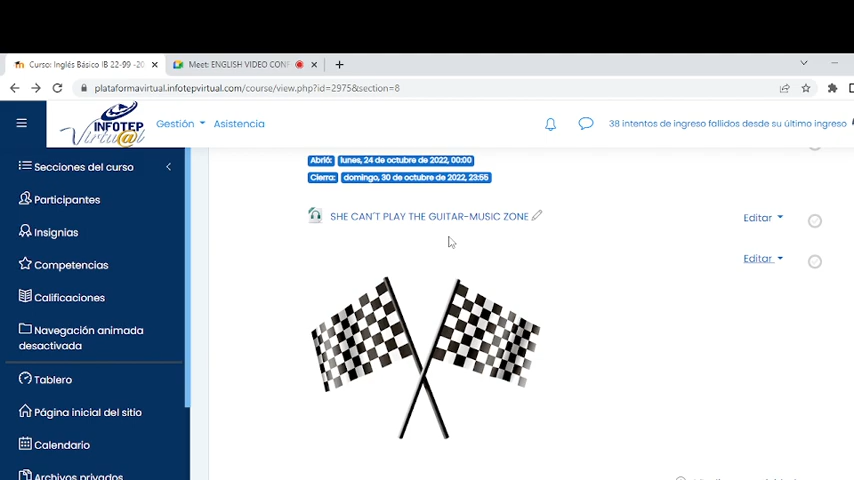 Curso: Inglés Básico IB 22-99 -20
Meet: ENGLISH VIDEO CONF
plataformavirtual.infotepvirtual.com/course/view.php?id=2975&section=8
INFOTEP
Virtu@l
Gestión
Asistencia
38 intentos de ingreso fallidos desde su último ingreso
Secciones del curso
Participantes
Insignias
Competencias
Calificaciones
Navegación animada
desactivada
Tablero
Página inicial del sitio
Calendario
Archivos privados
Abrió: lunes, 24 de octubre de 2022, 00:00
Cierra: domingo, 30 de octubre de 2022, 23:55
SHE CAN'T PLAY THE GUITAR-MUSIC ZONE
Editar
Editar